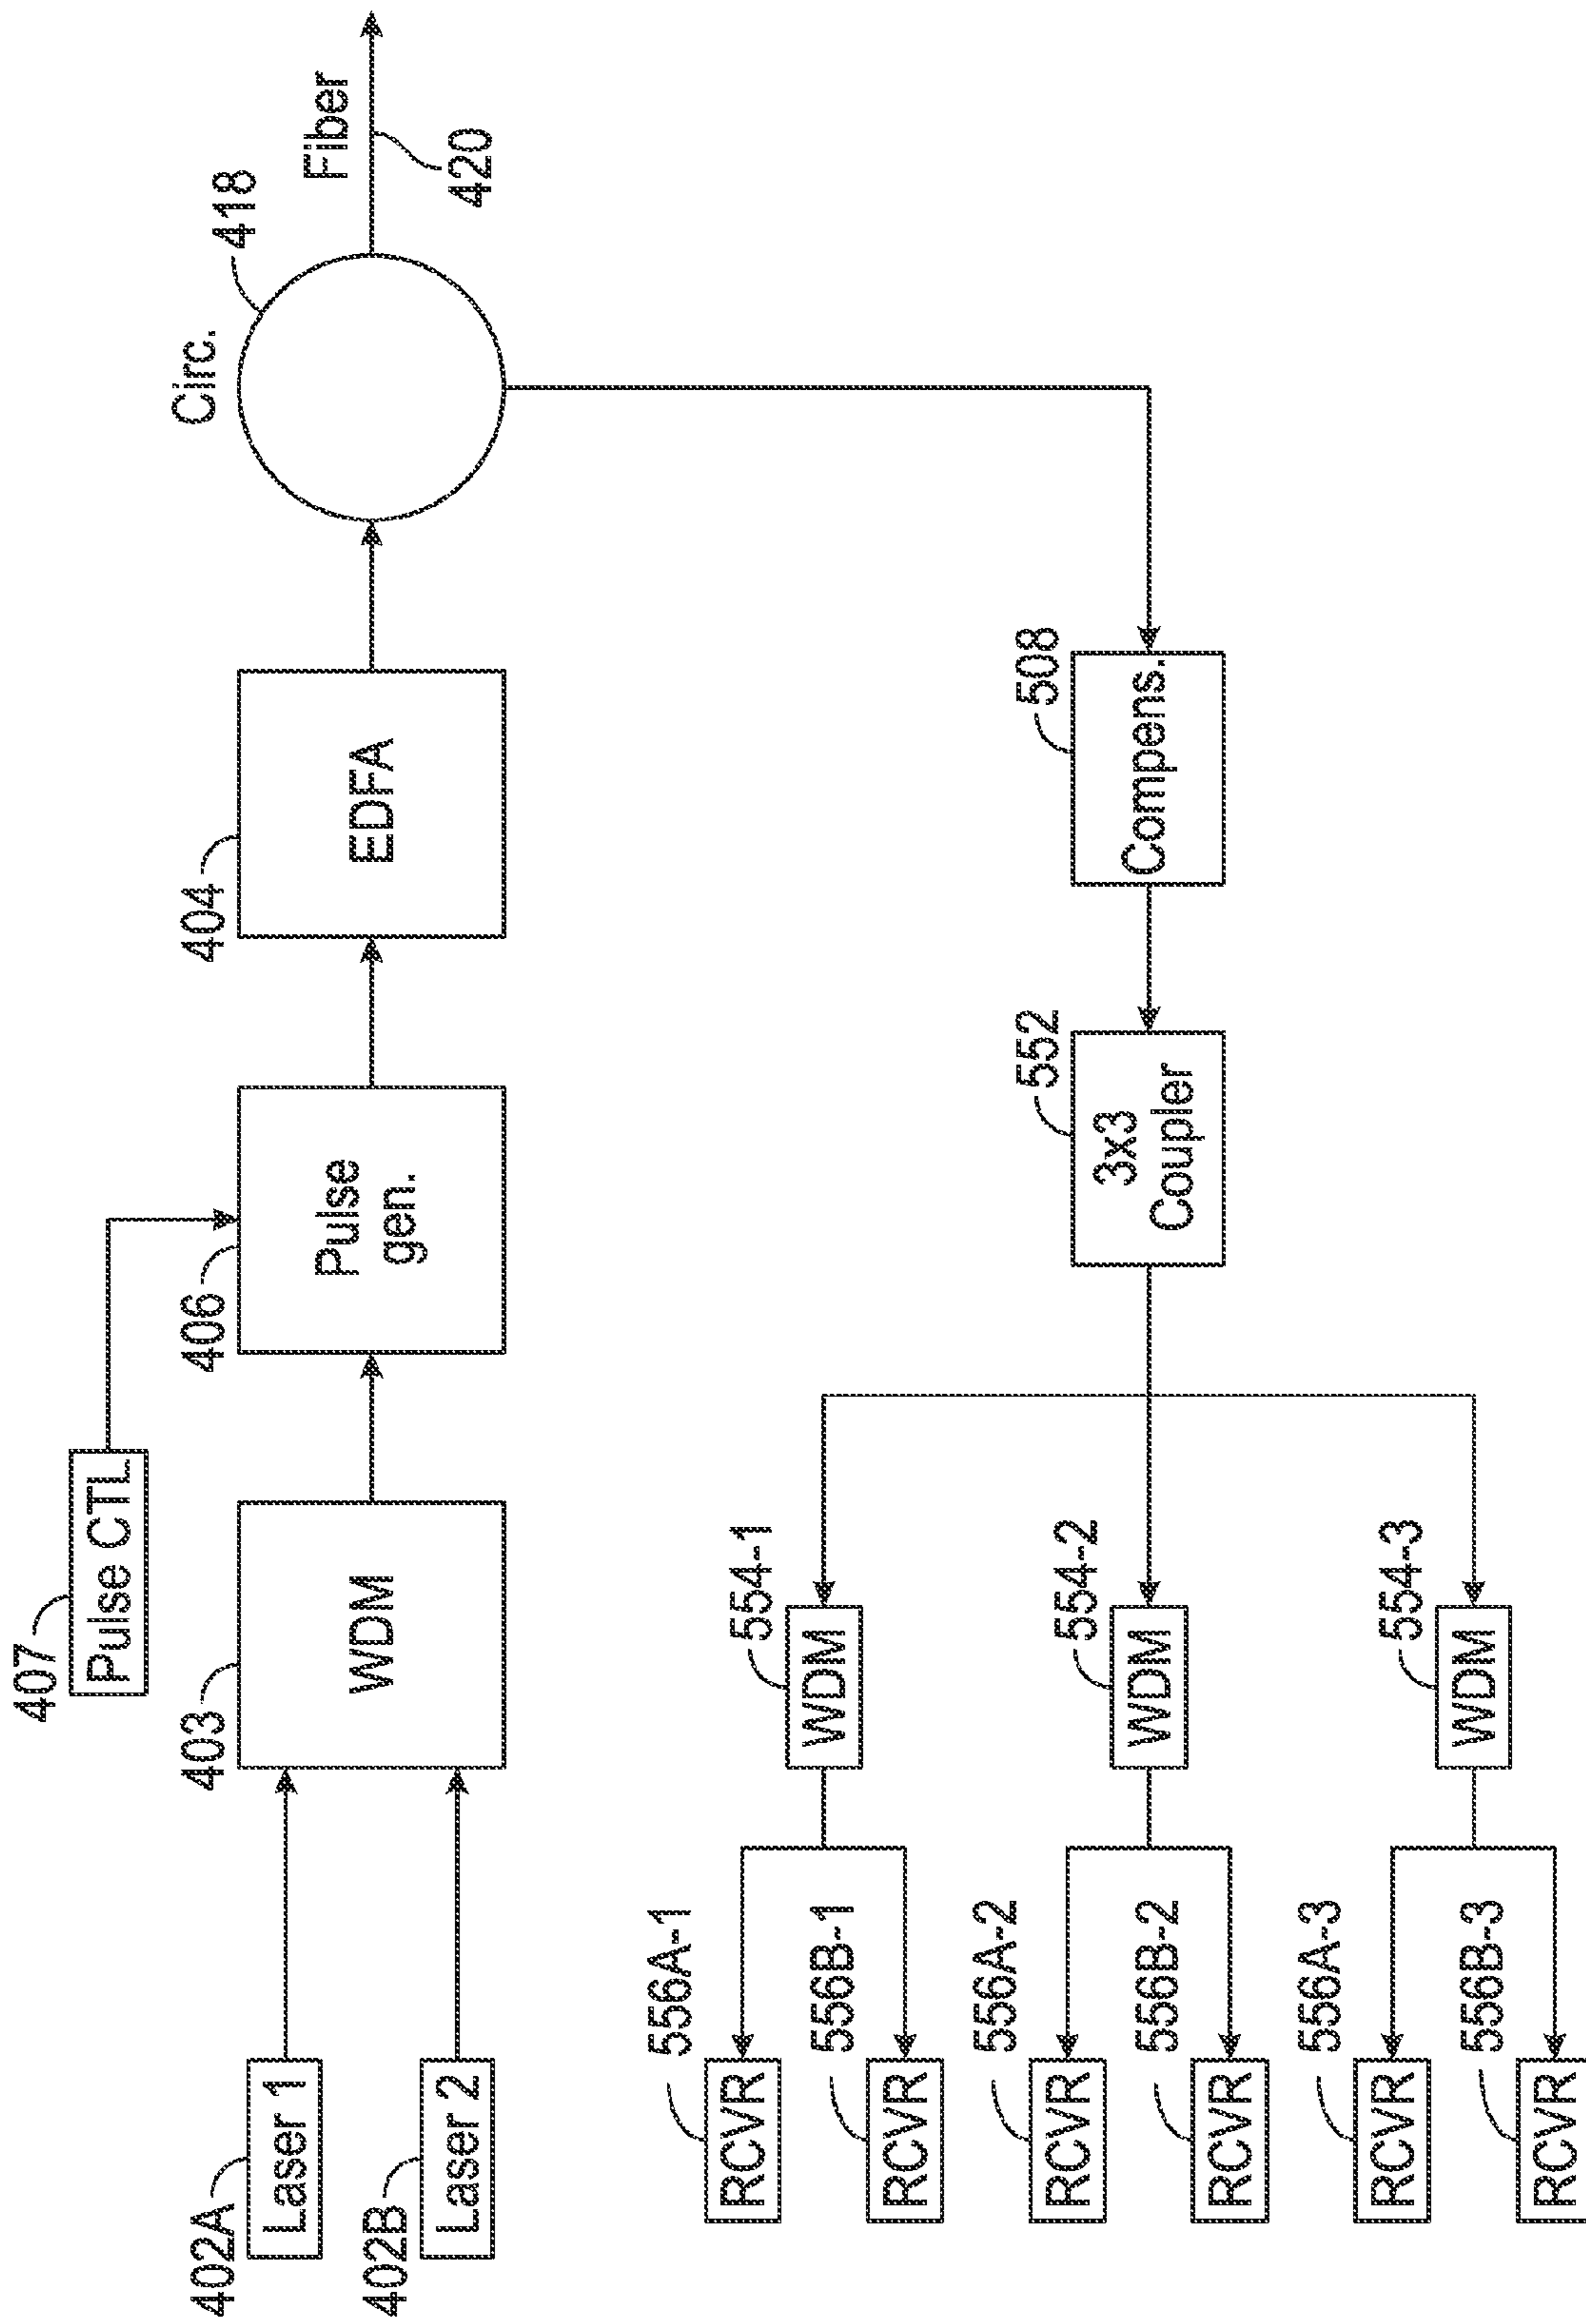 407
Pulse CTL
402A
Laser 1
402B
Laser 2
403
WDM
406
Pulse
gen.
404
EDFA
Circ.
418
Fiber
420
556A-1
RCVR
556B-1
RCVR
556A-2
RCVR
556B-2
RCVR
556A-3
RCVR
556B-3
RCVR
554-1
WDM
554-2
WDM
554-3
WDM
552
3x3
Coupler
508
Compens.